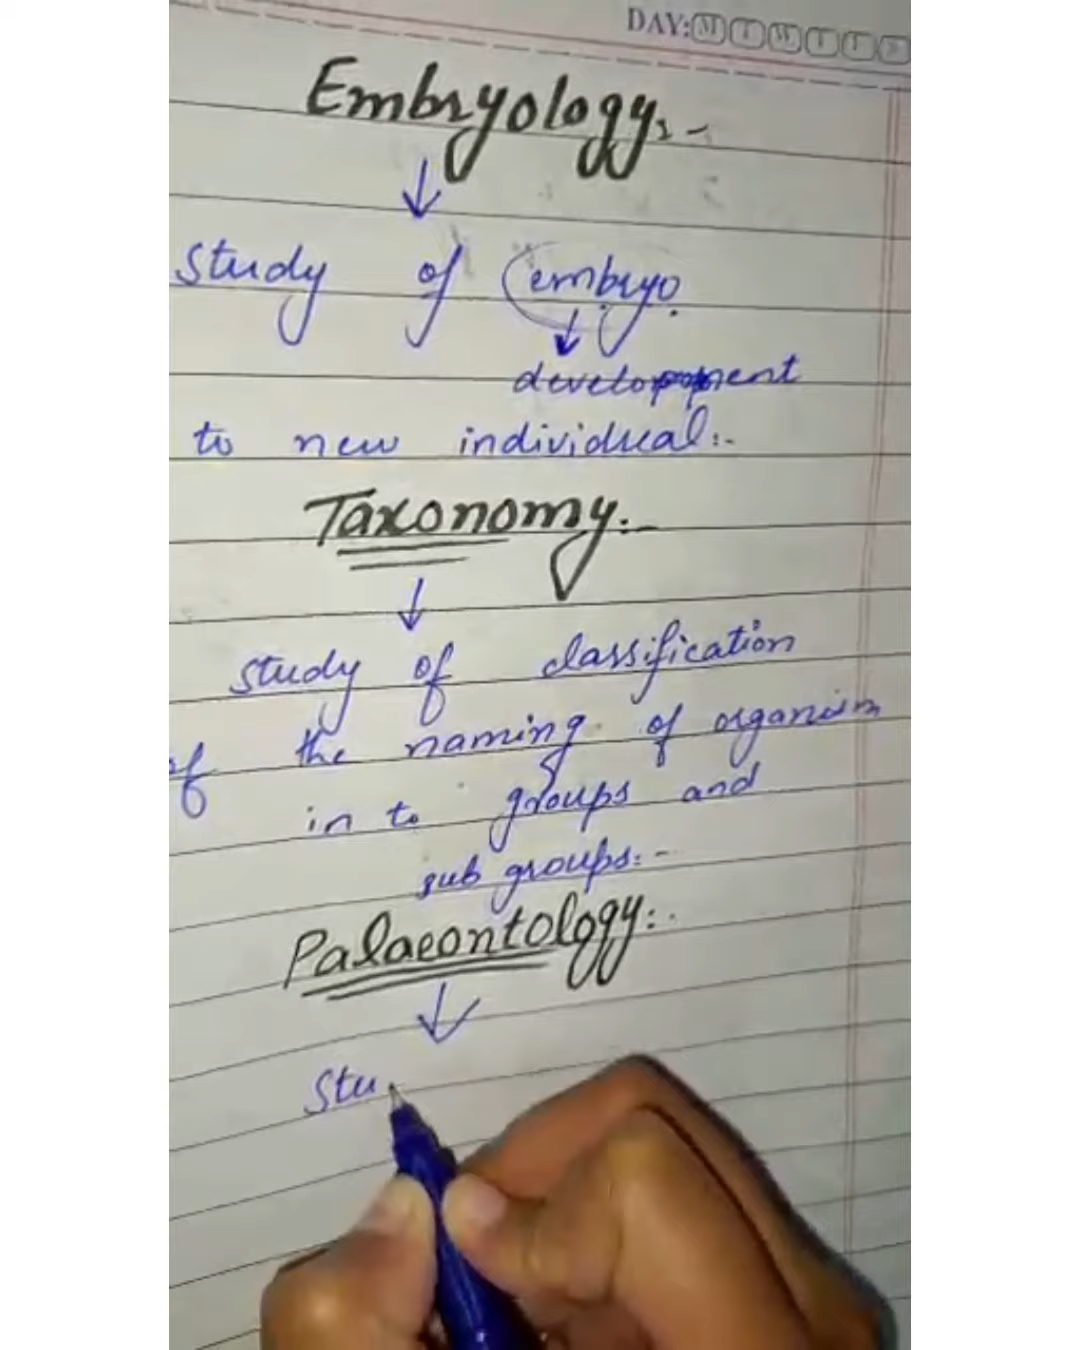 DAY: M T W T F S
Embryology:-
↓
study of (embryo.
↓
development
to new individual:-
Taxonomy:-
↓
study of classification
of the naming of organism
in to groups and
sub groups:-
Palaeontology:-
↓
Stu